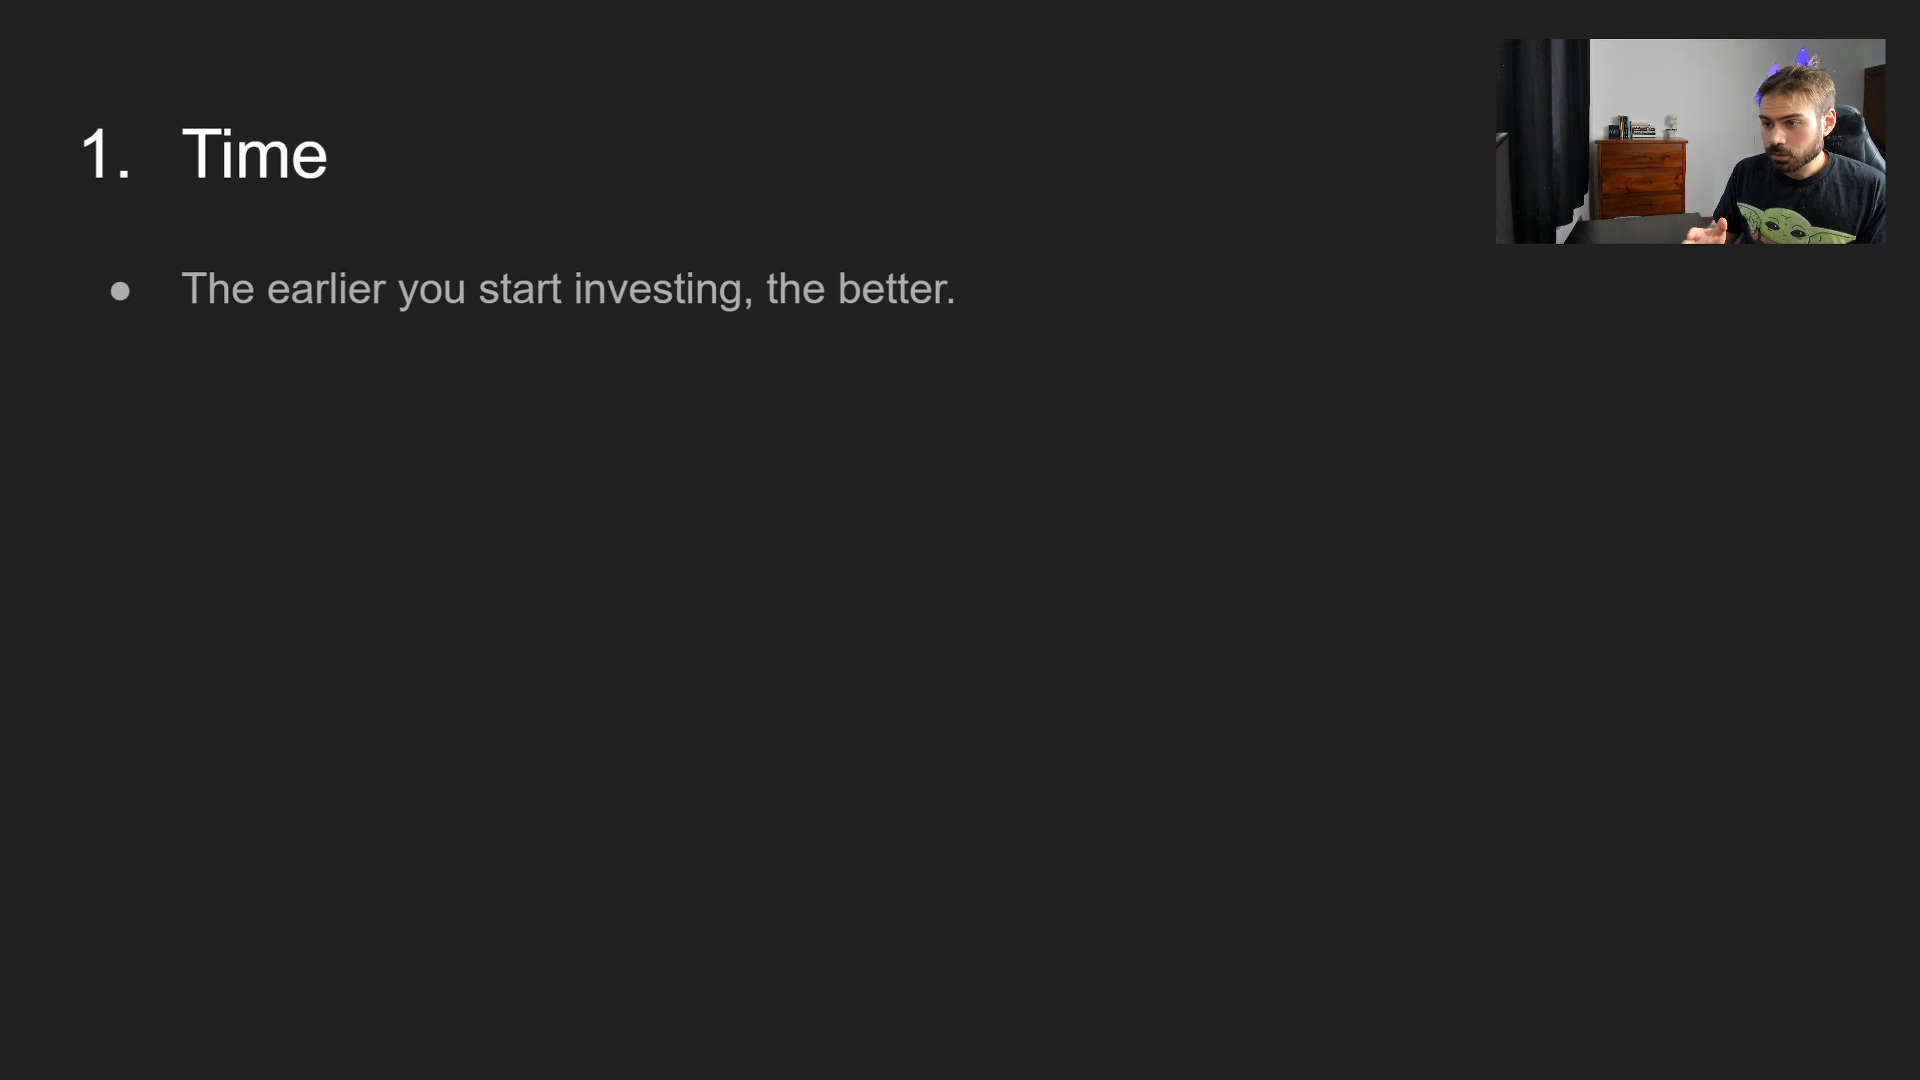 1. Time
● The earlier you start investing, the better.